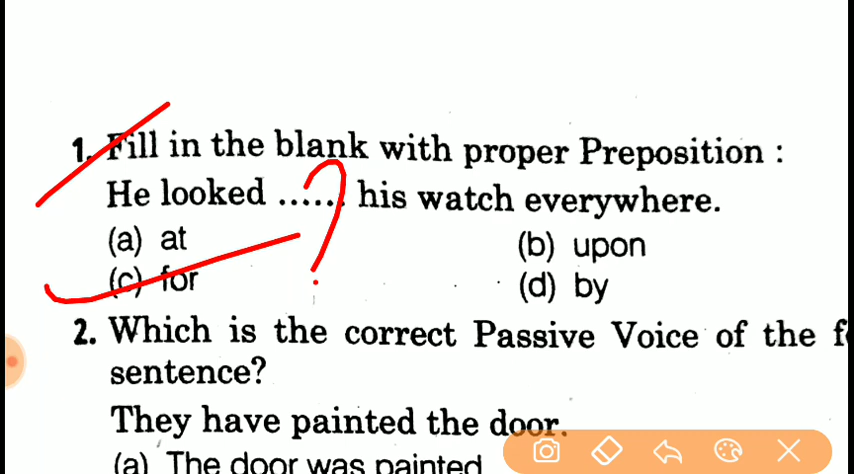 1. Fill in the blank with proper Preposition :
He looked ...... his watch everywhere.
(a) at
(b) upon
(c) for
(d) by
2. Which is the correct Passive Voice of the
sentence?
They have painted the door.
(a) The door was painted